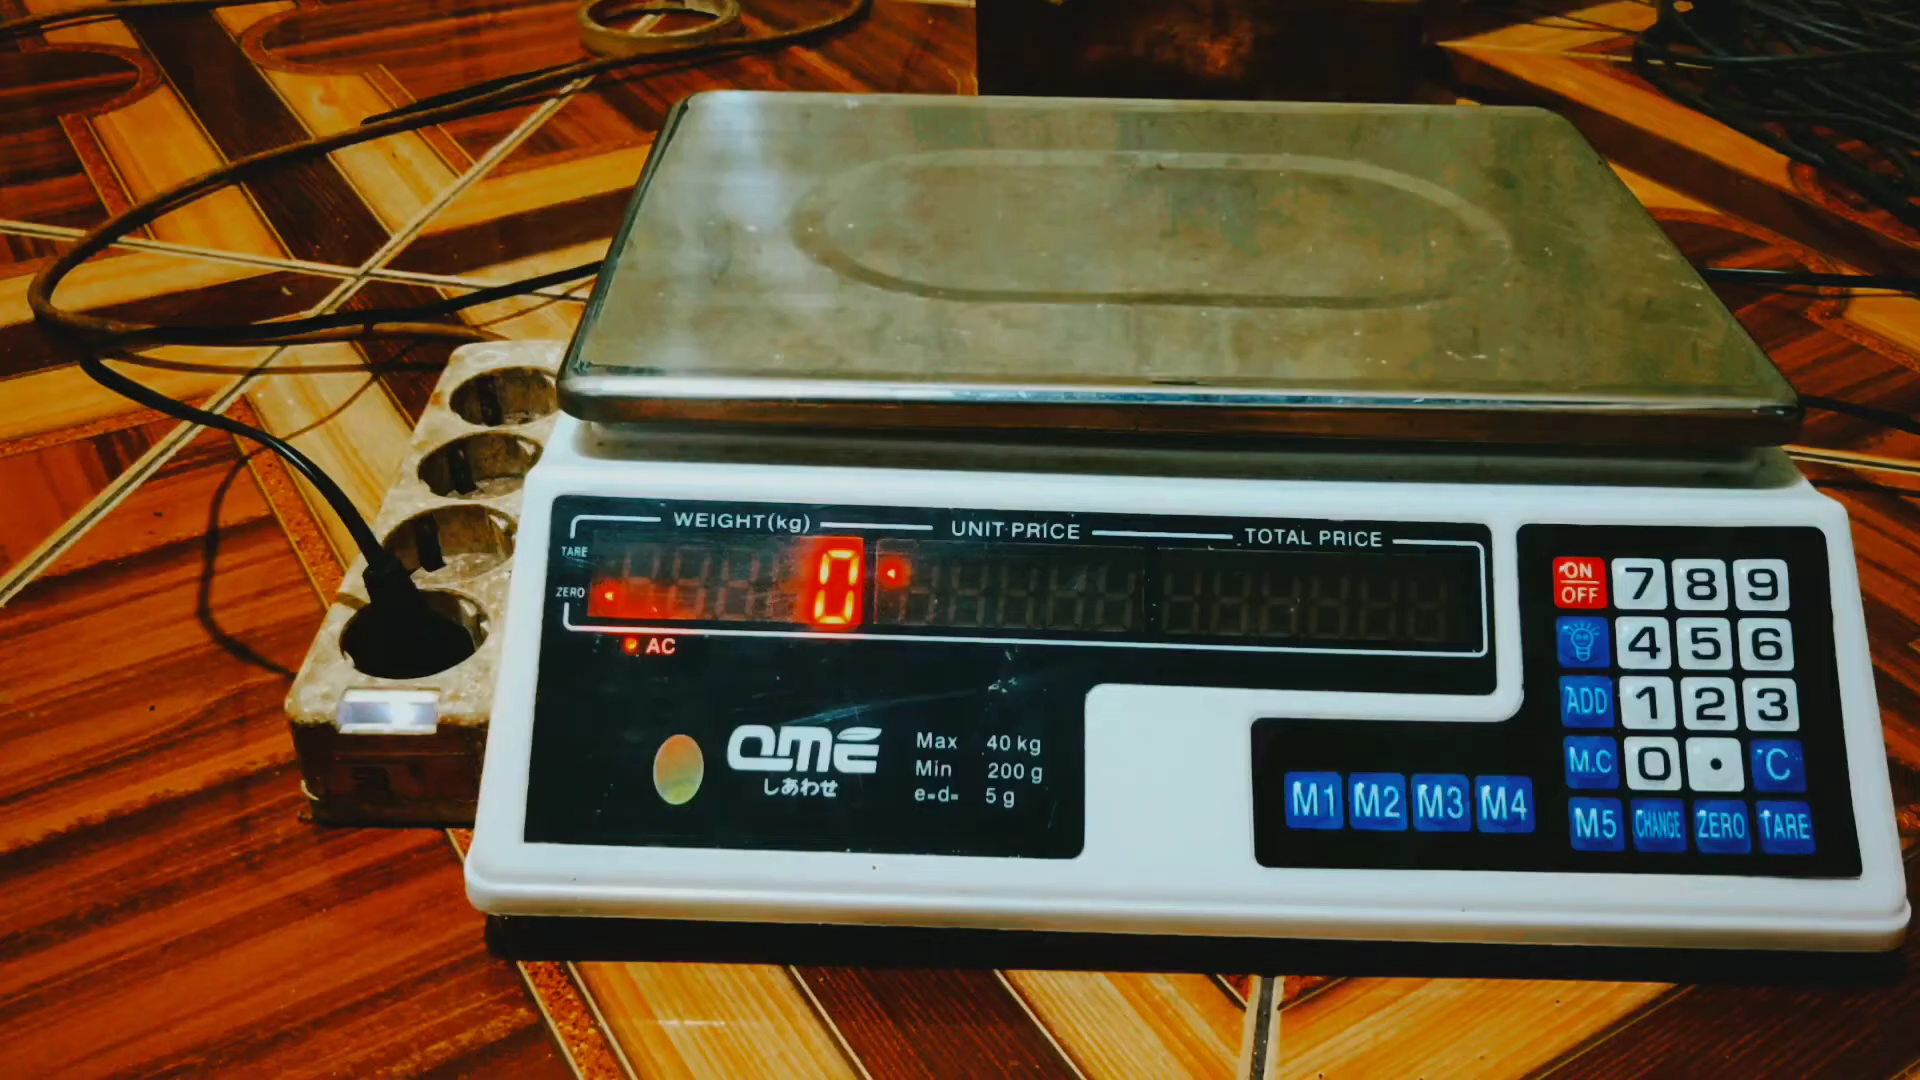 WEIGHT(kg) UNIT PRICE TOTAL PRICE
TARE
ZERO
0
AC
QME
しあわせ
Max 40 kg
Min 200 g
e=d= 5 g
ON
OFF
7 8 9
4 5 6
ADD 1 2 3
M.C 0 • C
M1 M2 M3 M4
M5 CHANGE ZERO TARE